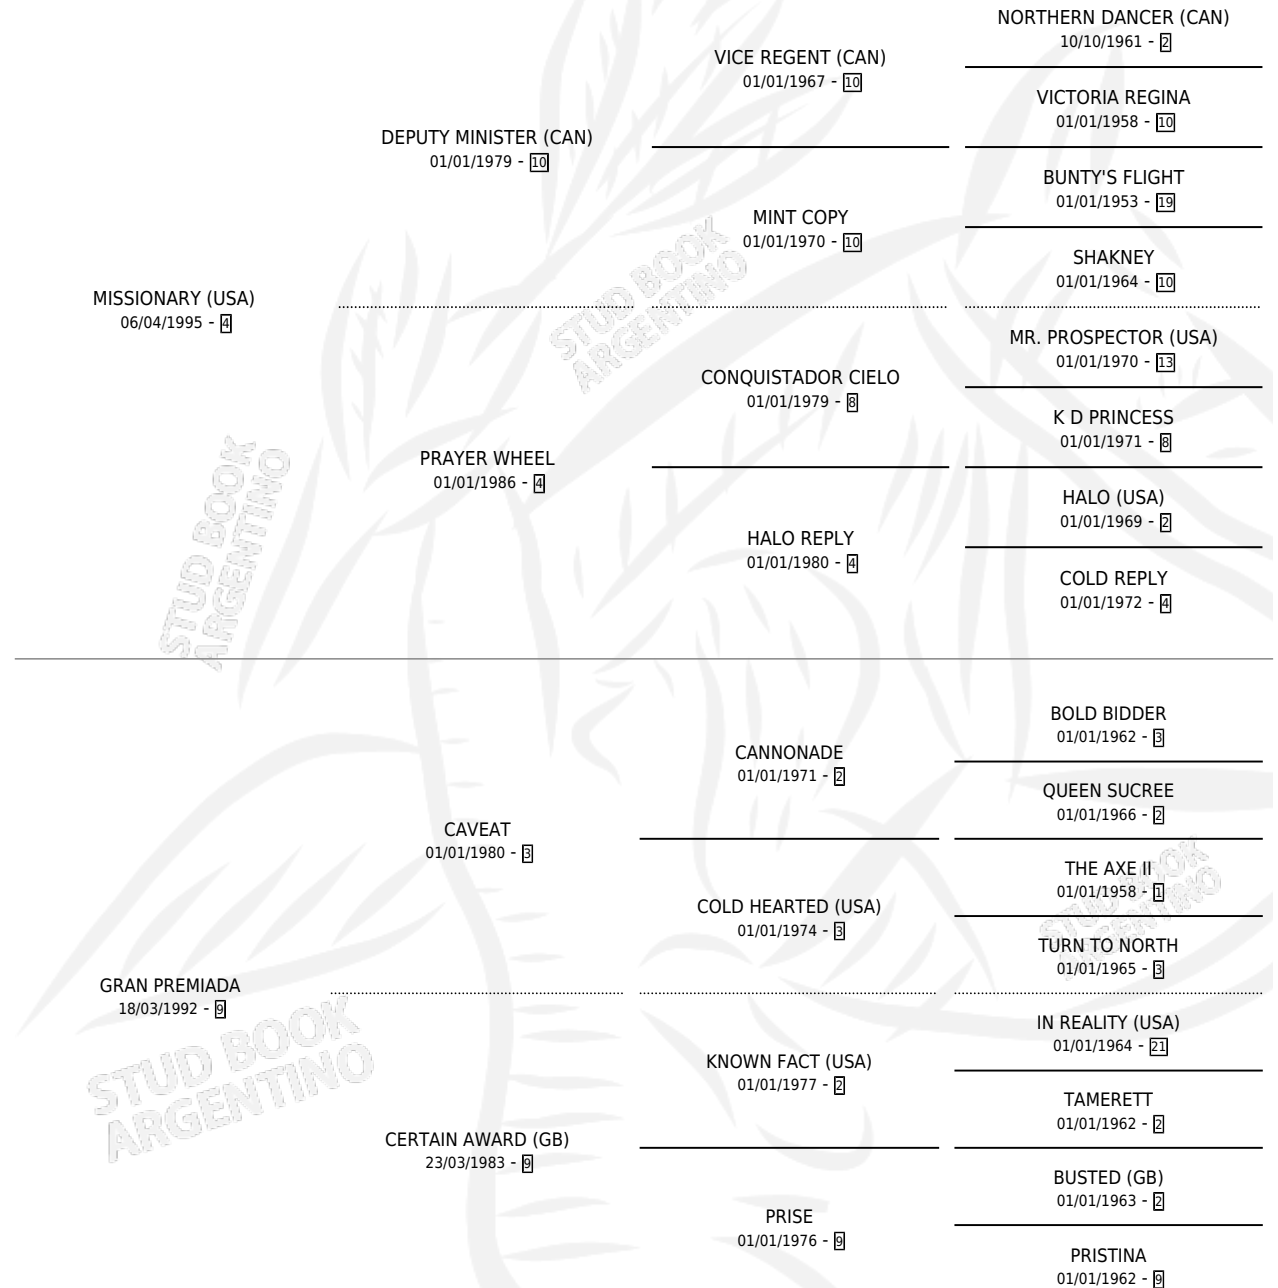 NORTHERN DANCER (CAN)
10/10/1961 - 2
VICE REGENT (CAN)
01/01/1967 - 10
VICTORIA REGINA
01/01/1958 - 10
DEPUTY MINISTER (CAN)
01/01/1979 - 10
BUNTY'S FLIGHT
01/01/1953 - 19
MINT COPY
01/01/1970 - 10
SHAKNEY
01/01/1964 - 10
MISSIONARY (USA)
06/04/1995 - 4
STUD BOOK
ARGENTINO
MR. PROSPECTOR (USA)
01/01/1970 - 13
CONQUISTADOR CIELO
01/01/1979 - 8
K D PRINCESS
01/01/1971 - 8
PRAYER WHEEL
01/01/1986 - 4
HALO (USA)
01/01/1969 - 2
HALO REPLY
01/01/1980 - 4
COLD REPLY
01/01/1972 - 4
STUD BOOK
ARGENTINO
BOLD BIDDER
01/01/1962 - 3
CANNONADE
01/01/1971 - 2
QUEEN SUCREE
01/01/1966 - 2
CAVEAT
01/01/1980 - 3
THE AXE II
01/01/1958 - 1
COLD HEARTED (USA)
01/01/1974 - 3
STUD BOOK
ARGENTINO
TURN TO NORTH
01/01/1965 - 3
GRAN PREMIADA
18/03/1992 - 9
STUD BOOK
ARGENTINO
IN REALITY (USA)
01/01/1964 - 21
KNOWN FACT (USA)
01/01/1977 - 2
TAMERETT
01/01/1962 - 2
CERTAIN AWARD (GB)
23/03/1983 - 9
BUSTED (GB)
01/01/1963 - 2
PRISE
01/01/1976 - 9
PRISTINA
01/01/1962 - 9